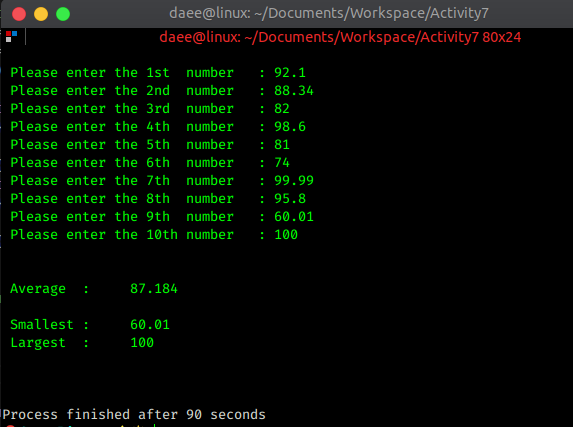 daee@linux: ~/Documents/Workspace/Activity7
daee@linux: ~/Documents/Workspace/Activity7 80x24
Please enter the 1st  number   : 92.1
Please enter the 2nd  number   : 88.34
Please enter the 3rd  number   : 82
Please enter the 4th  number   : 98.6
Please enter the 5th  number   : 81
Please enter the 6th  number   : 74
Please enter the 7th  number   : 99.99
Please enter the 8th  number   : 95.8
Please enter the 9th  number   : 60.01
Please enter the 10th number   : 100
Average  :     87.184
Smallest :     60.01
Largest  :     100
Process finished after 90 seconds